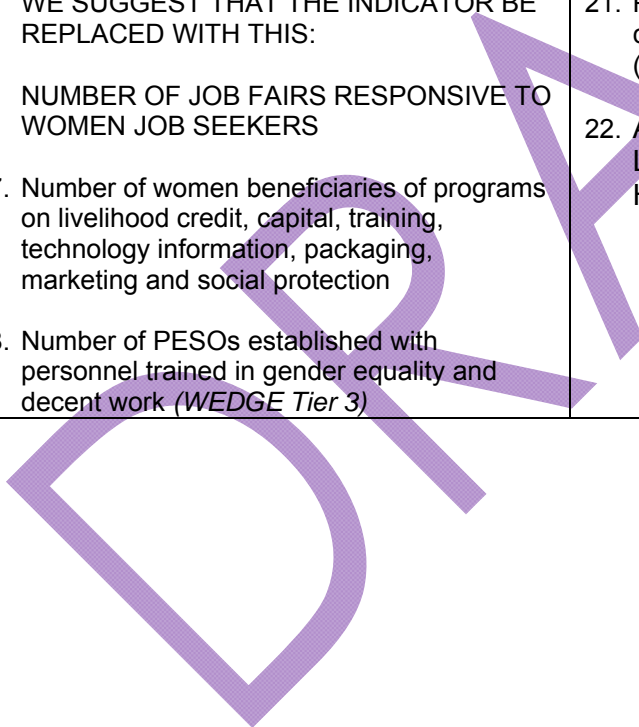 WE SUGGEST THAT THE INDICATOR BE
REPLACED WITH THIS:
NUMBER OF JOB FAIRS RESPONSIVE TO
WOMEN JOB SEEKERS
. Number of women beneficiaries of programs
on livelihood credit, capital, training,
technology information, packaging,
marketing and social protection
. Number of PESOs established with
personnel trained in gender equality and
decent work (WEDGE Tier 3)
21.
22.
DRA